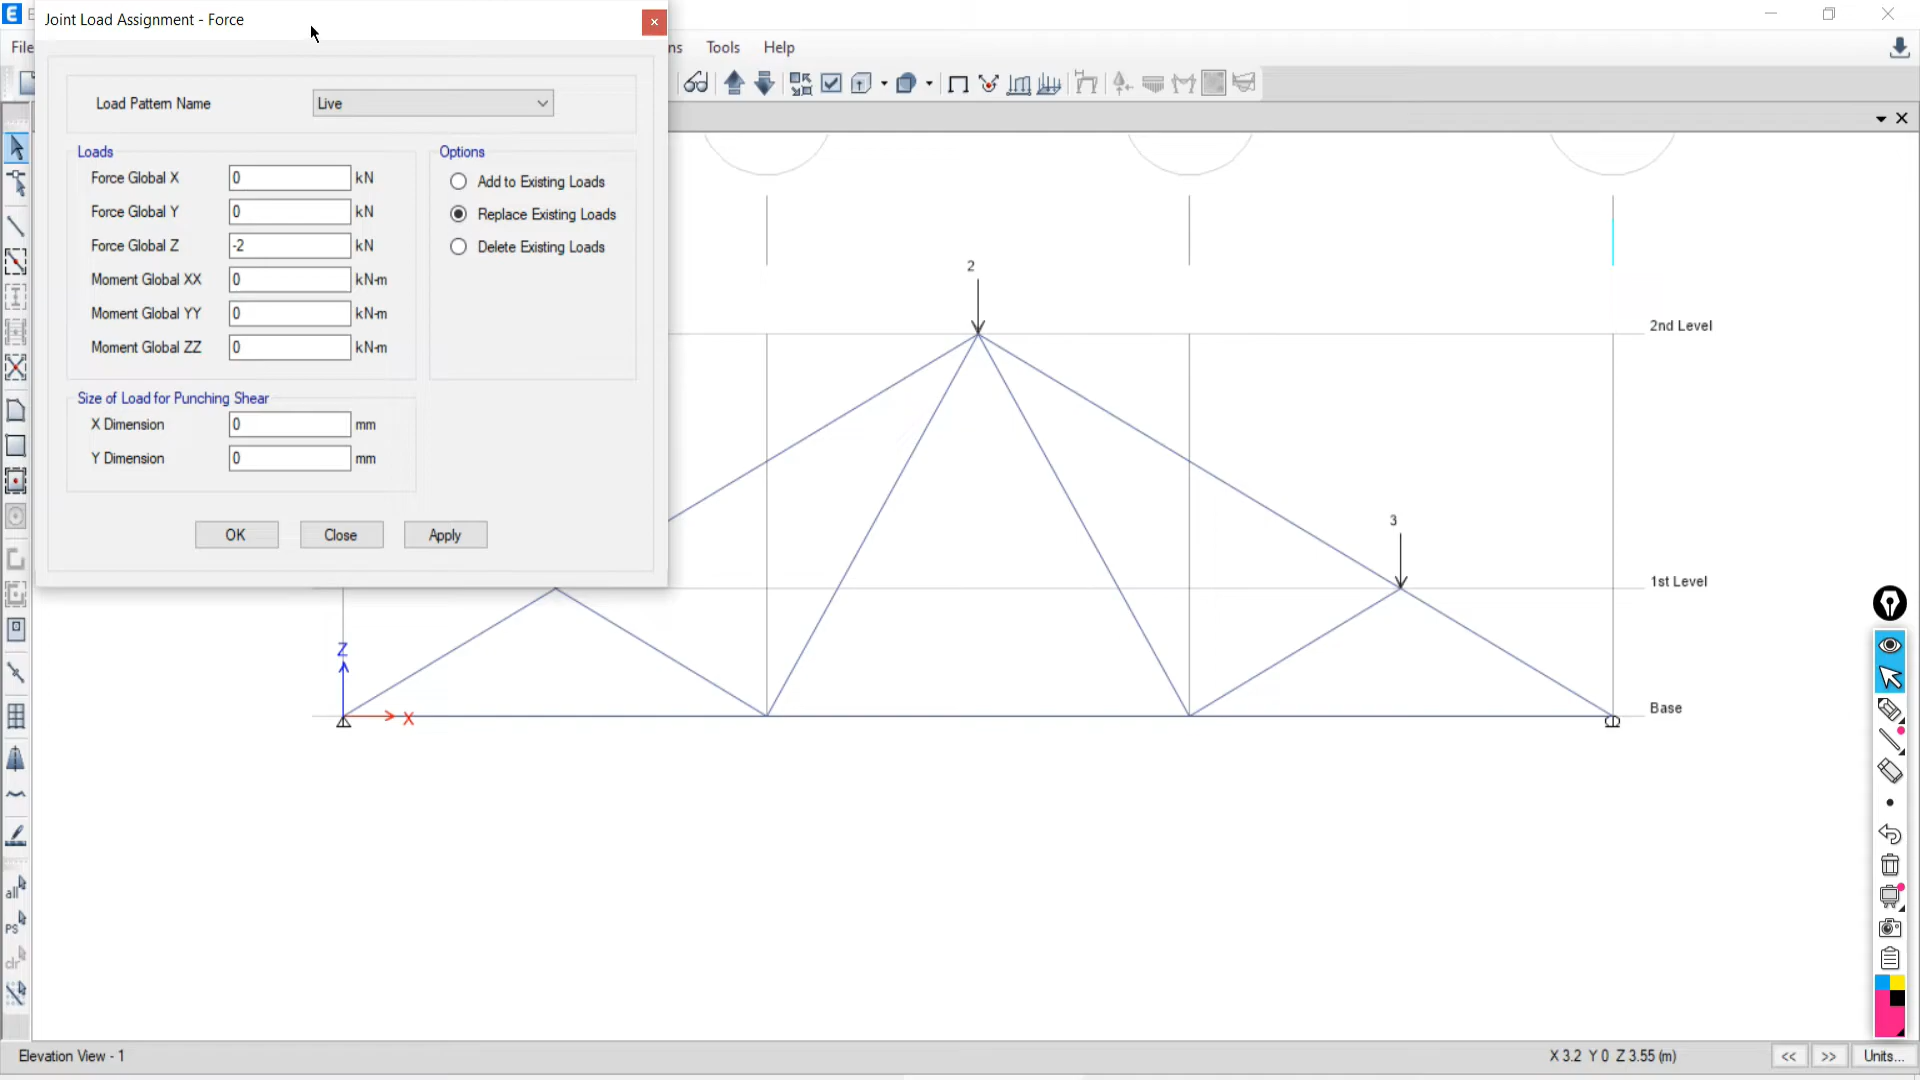 Joint Load Assignment - Force
File
ns Tools Help
Load Pattern Name Live
Loads
Force Global X 0 kN
Force Global Y 0 kN
Force Global Z -2 kN
Moment Global XX 0 kN-m
Moment Global YY 0 kN-m
Moment Global ZZ 0 kN-m
Options
Add to Existing Loads
Replace Existing Loads
Delete Existing Loads
Size of Load for Punching Shear
X Dimension 0 mm
Y Dimension 0 mm
OK Close Apply
2
2nd Level
3
1st Level
Z
X
Base
all
PS
clr
Elevation View - 1
X 3.2 Y 0 Z 3.55 (m)
<< >> Units...